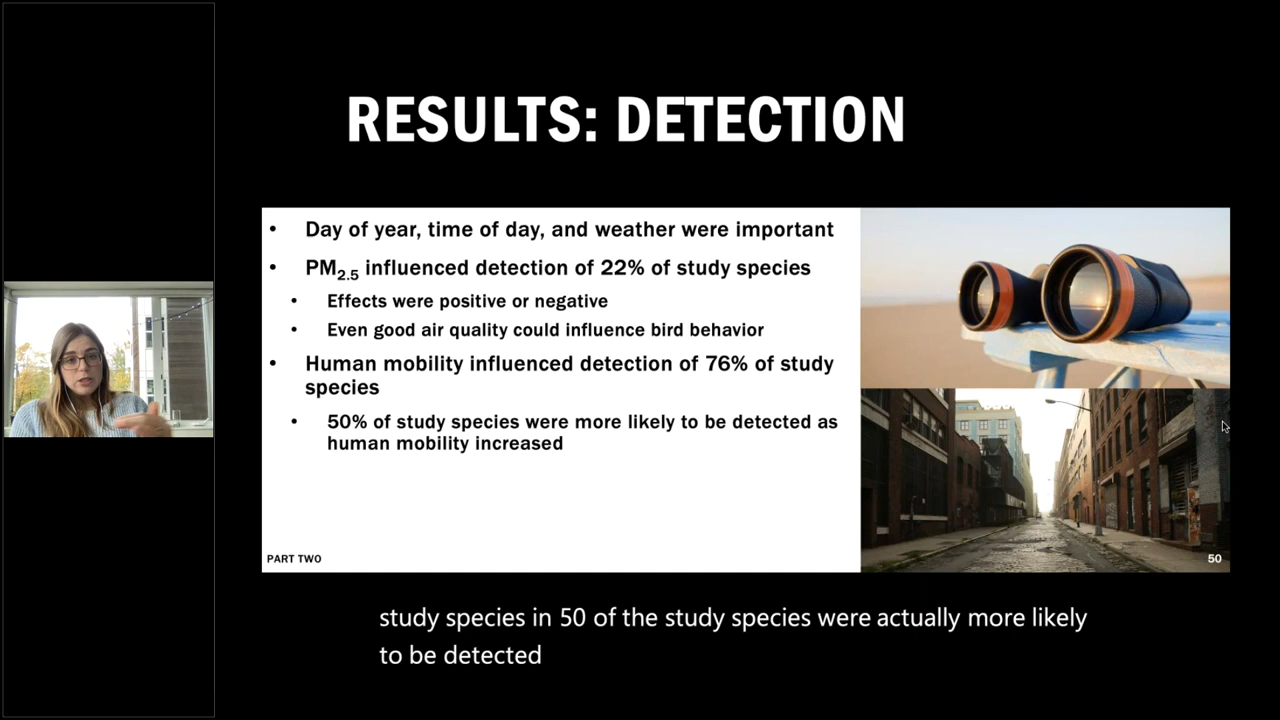 RESULTS: DETECTION
• Day of year, time of day, and weather were important
• PM2.5 influenced detection of 22% of study species
• Effects were positive or negative
• Even good air quality could influence bird behavior
• Human mobility influenced detection of 76% of study
species
• 50% of study species were more likely to be detected as
human mobility increased
PART TWO
50
study species in 50 of the study species were actually more likely
to be detected